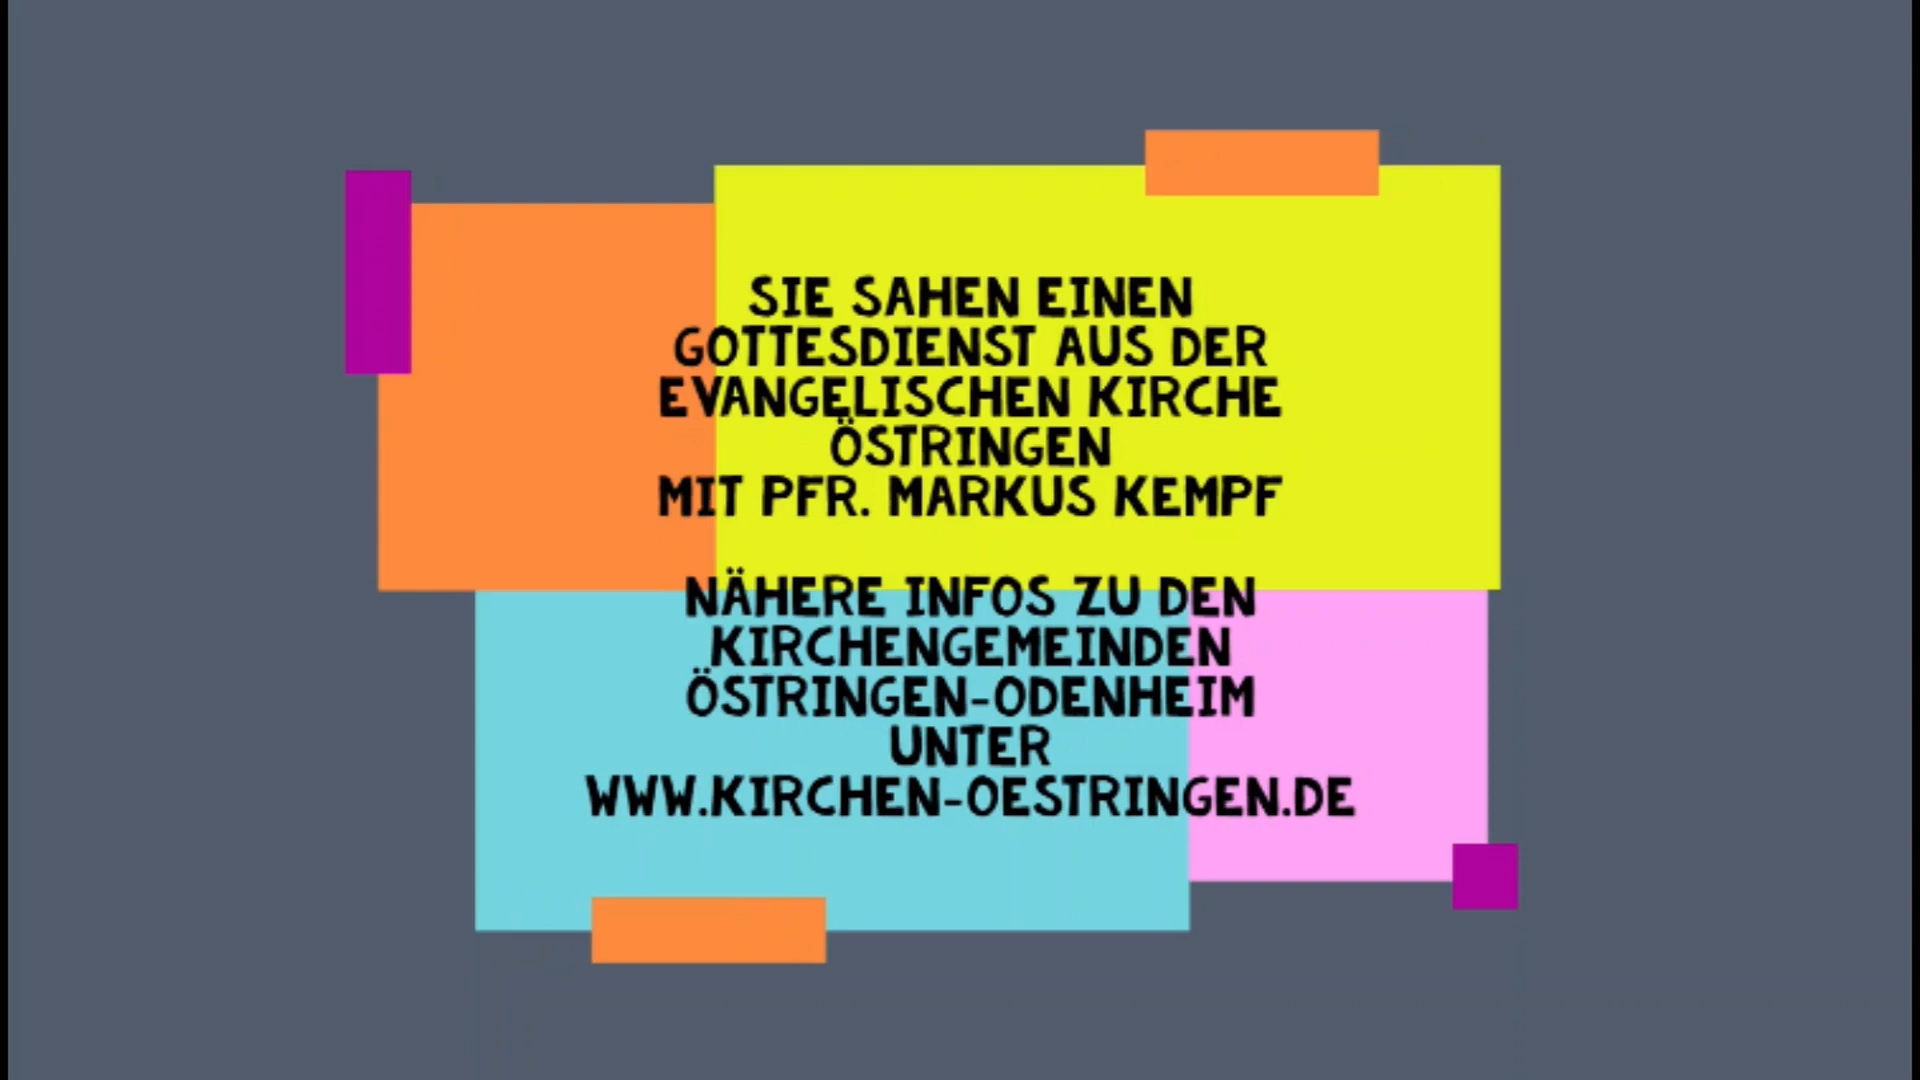 SIE SAHEN EINEN
GOTTESDIENST AUS DER
EVANGELISCHEN KIRCHE
ÖSTRINGEN
MIT PFR. MARKUS KEMPF
NÄHERE INFOS ZU DEN
KIRCHENGEMEINDEN
ÖSTRINGEN-ODENHEIM
UNTER
WWW.KIRCHEN-OESTRINGEN.DE